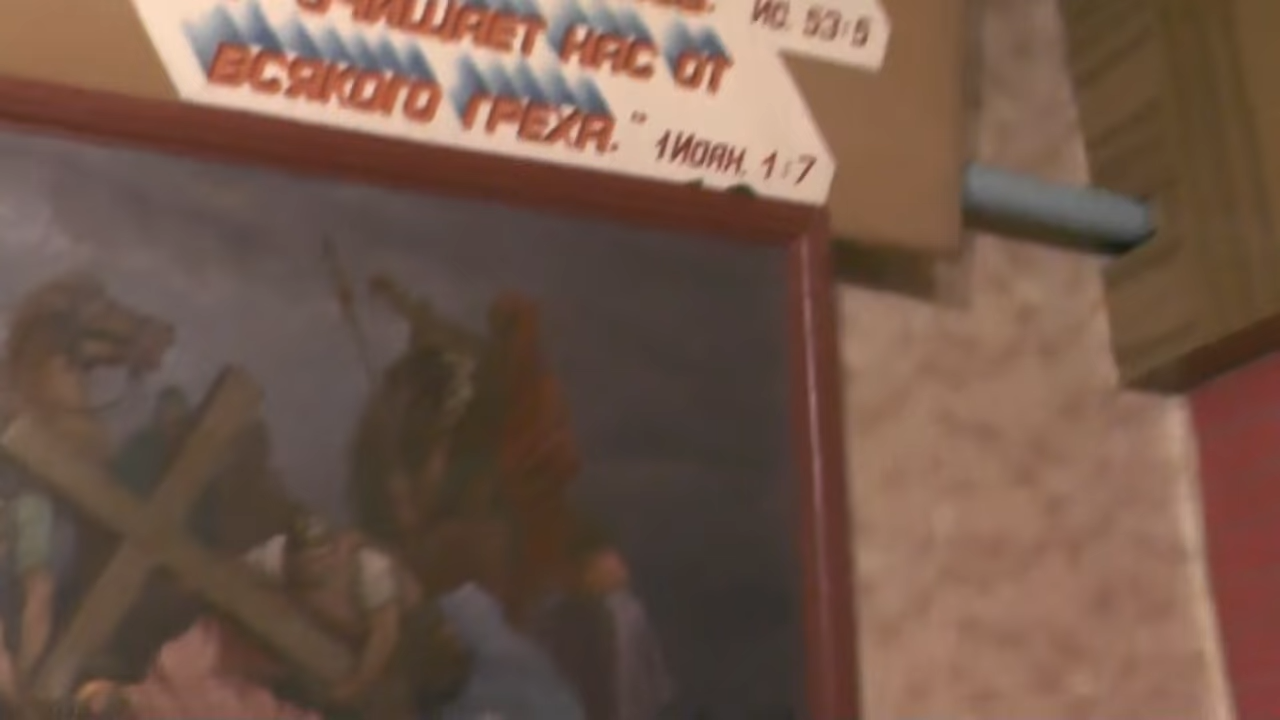 ИС. 53:5
ОЧИЩАЕТ НАС ОТ
ВСЯКОГО ГРЕХА."
1ИОАН. 1:7